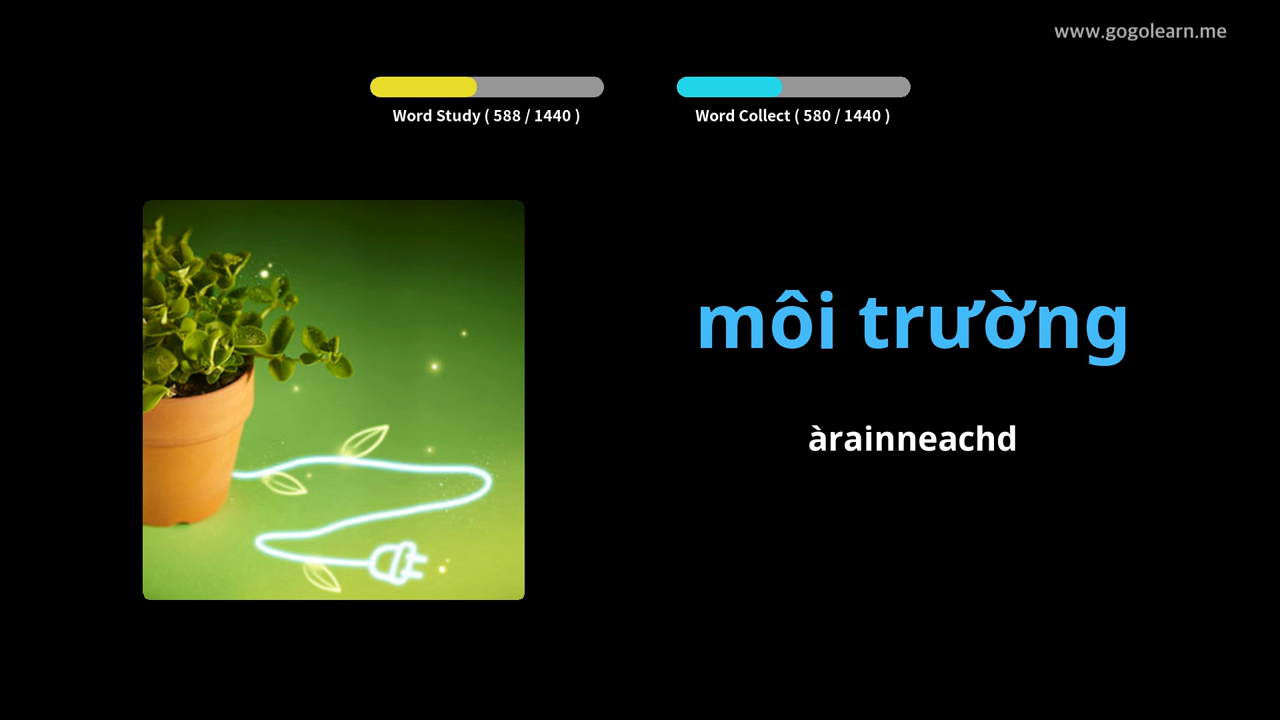 www.gogolearn.me
Word Study ( 588 / 1440 )
Word Collect ( 580 / 1440 )
môi trường
àrainneachd